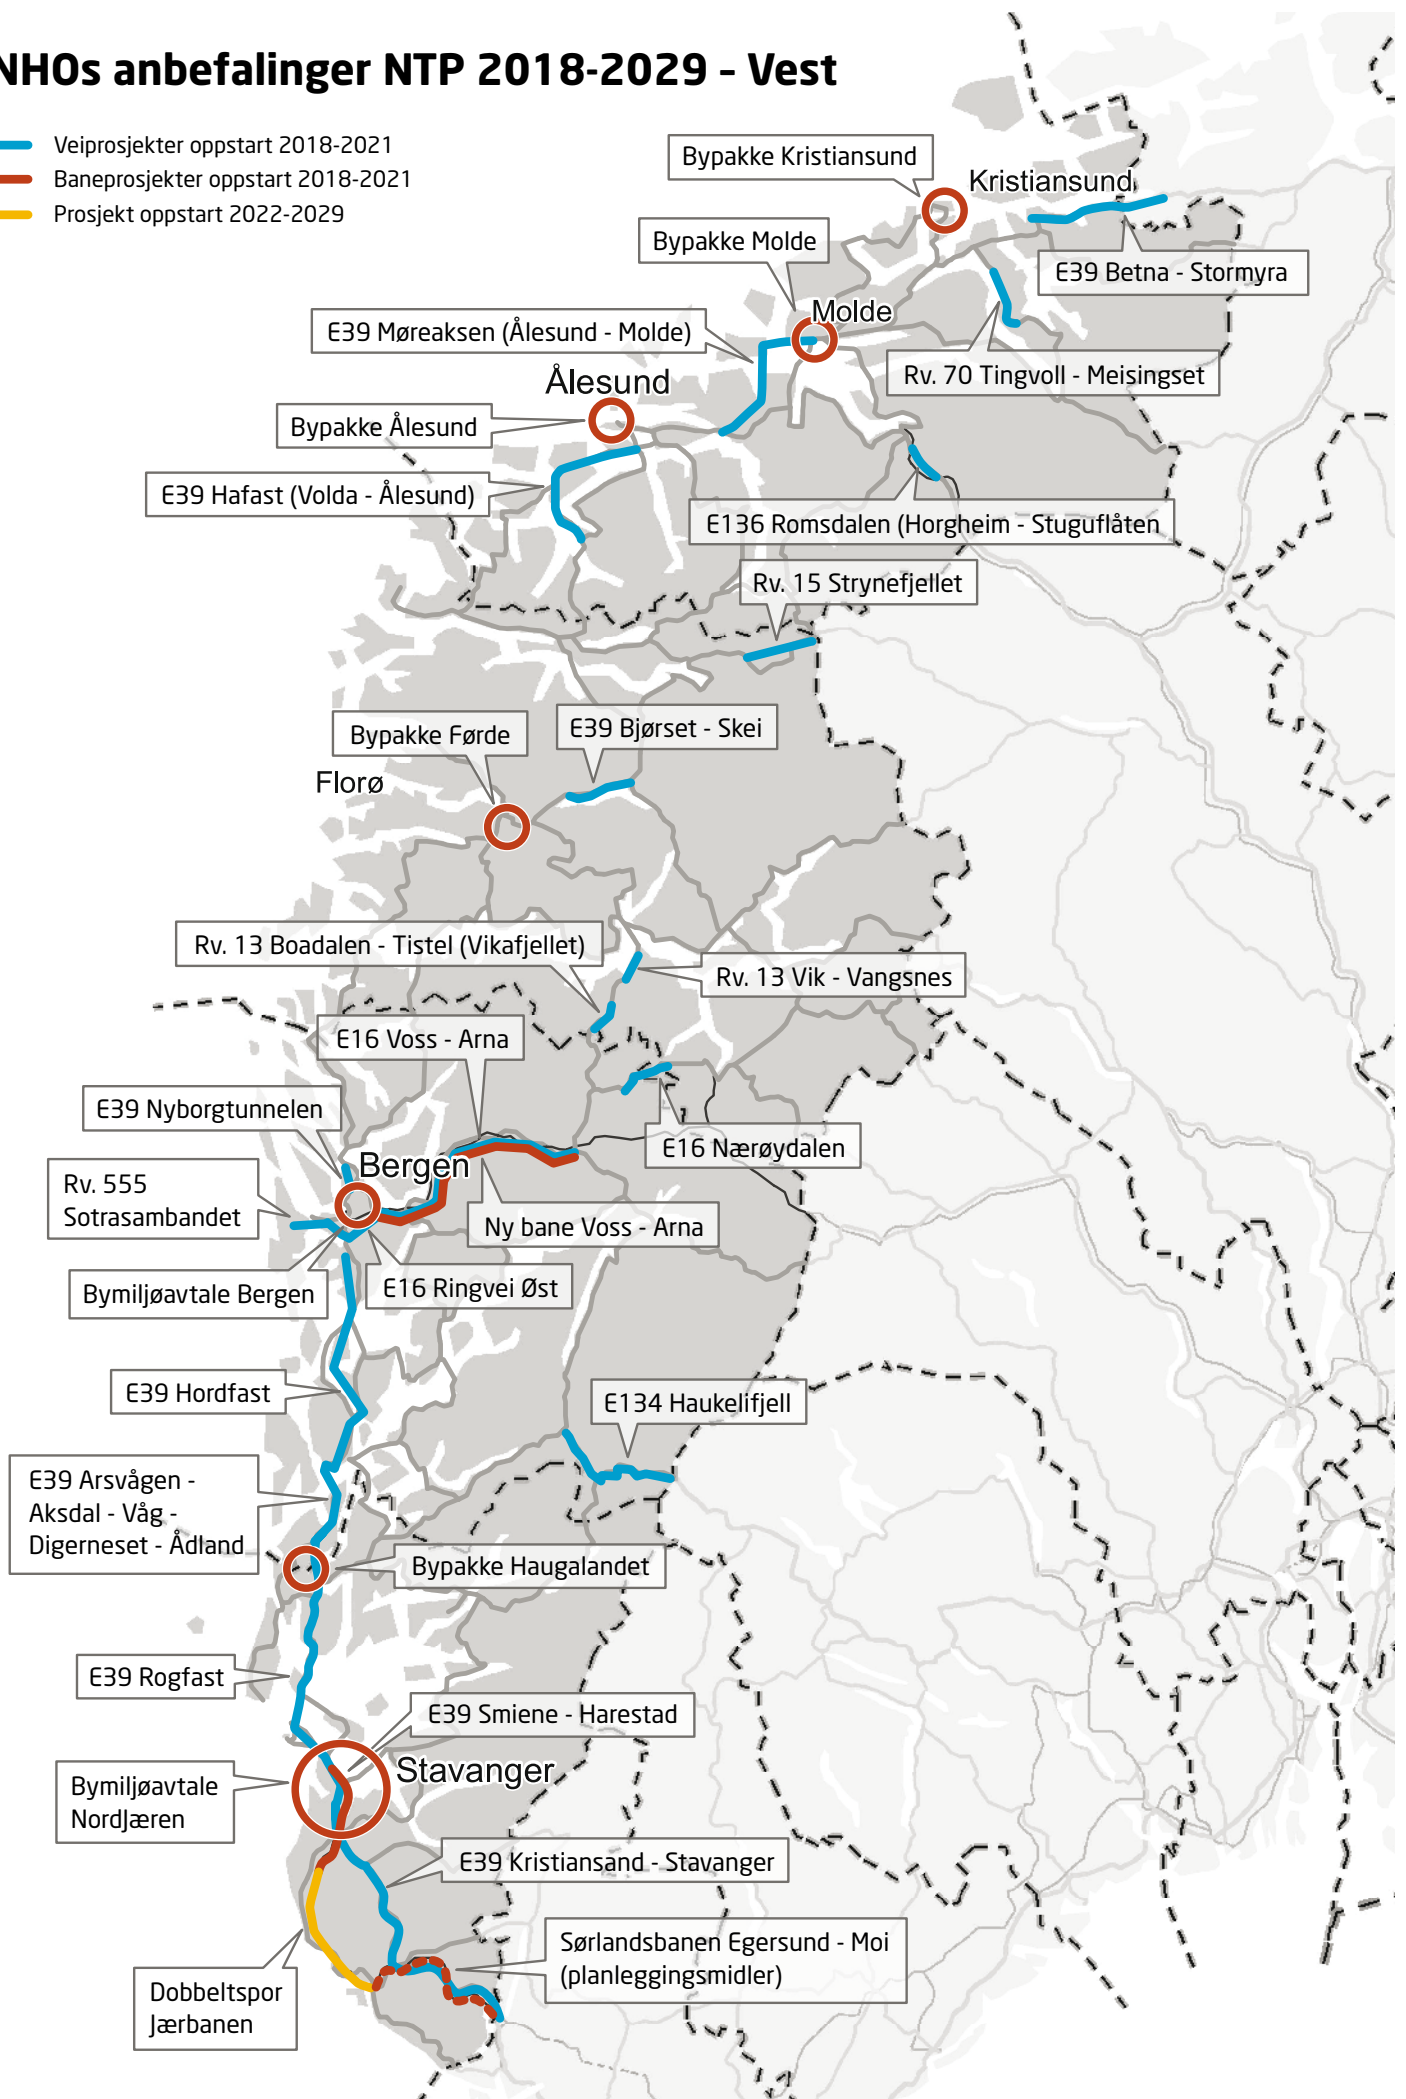 NHOs anbefalinger NTP 2018-2029 – Vest
Veiprosjekter oppstart 2018-2021
Baneprosjekter oppstart 2018-2021
Prosjekt oppstart 2022-2029
Bypakke Kristiansund
Kristiansund
Bypakke Molde
E39 Betna - Stormyra
Molde
E39 Møreaksen (Ålesund - Molde)
Rv. 70 Tingvoll - Meisingset
Ålesund
Bypakke Ålesund
E39 Hafast (Volda - Ålesund)
E136 Romsdalen (Horgheim - Stuguflåten
Rv. 15 Strynefjellet
Bypakke Førde
E39 Bjørset - Skei
Florø
Rv. 13 Boadalen - Tistel (Vikafjellet)
Rv. 13 Vik - Vangsnes
E16 Voss - Arna
E39 Nyborgtunnelen
E16 Nærøydalen
Bergen
Rv. 555
Sotrasambandet
Ny bane Voss - Arna
Bymiljøavtale Bergen
E16 Ringvei Øst
E39 Hordfast
E134 Haukelifjell
E39 Arsvågen -
Aksdal - Våg -
Digerneset - Ådland
Bypakke Haugalandet
E39 Rogfast
E39 Smiene - Harestad
Stavanger
Bymiljøavtale
NordJæren
E39 Kristiansand - Stavanger
Sørlandsbanen Egersund - Moi
(planleggingsmidler)
Dobbeltspor
Jærbanen